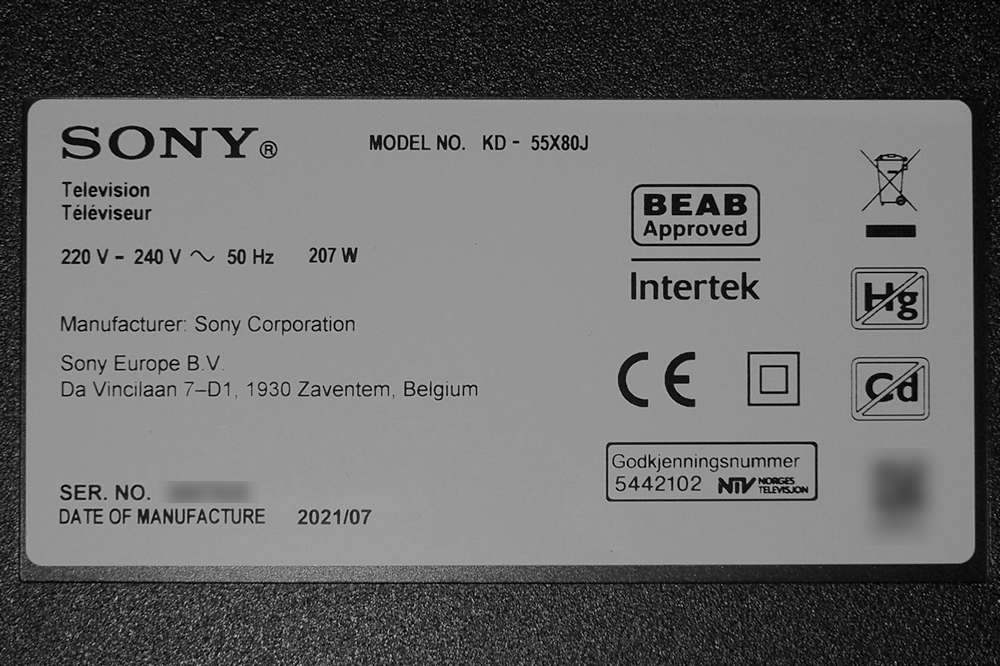 SONY®
MODEL NO. KD - 55X80J
Television
Téléviseur
220 V - 240 V ~ 50 Hz 207 W
BEAB
Approved
Intertek
Manufacturer: Sony Corporation
Sony Europe B.V.
Da Vincilaan 7–D1, 1930 Zaventem, Belgium
CE
Hg
Cd
Godkjenningsnummer
5442102 NTV NORGES
TELEVISJON
SER. NO.
DATE OF MANUFACTURE 2021/07